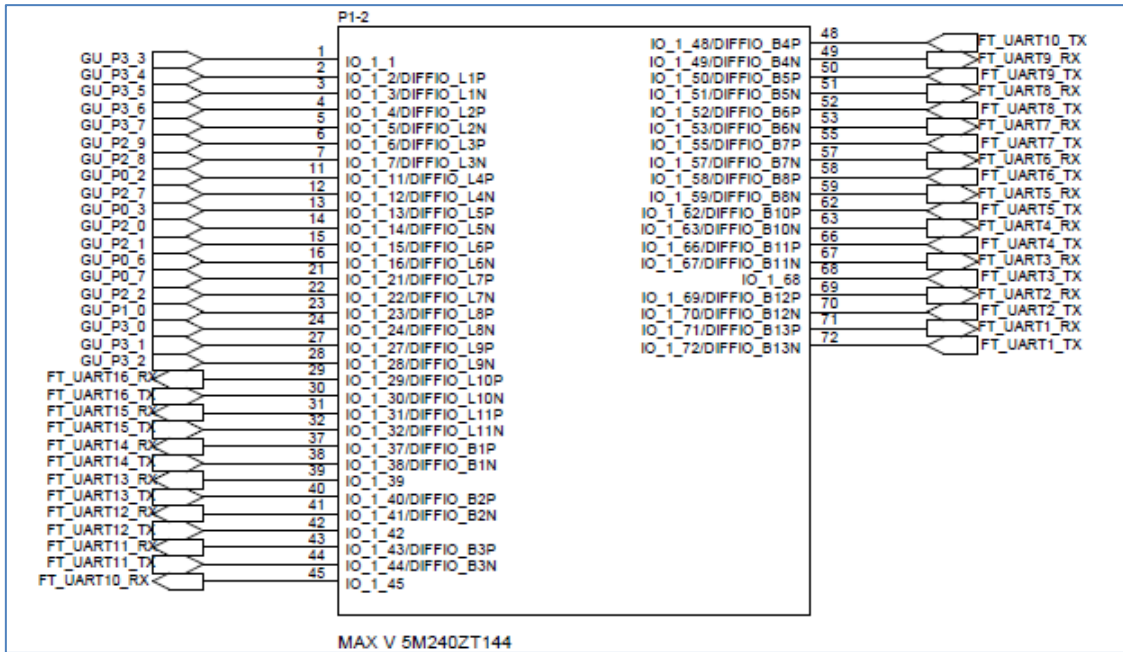 P1-2
GU_P3_3 1 IO_1_1
GU_P3_4 2 IO_1_2/DIFFIO_L1P
GU_P3_5 3 IO_1_3/DIFFIO_L1N
GU_P3_6 4 IO_1_4/DIFFIO_L2P
GU_P3_7 5 IO_1_5/DIFFIO_L2N
GU_P2_9 6 IO_1_6/DIFFIO_L3P
GU_P2_8 7 IO_1_7/DIFFIO_L3N
GU_P0_2 11 IO_1_11/DIFFIO_L4P
GU_P2_7 12 IO_1_12/DIFFIO_L4N
GU_P0_3 13 IO_1_13/DIFFIO_L5P
GU_P2_0 14 IO_1_14/DIFFIO_L5N
GU_P2_1 15 IO_1_15/DIFFIO_L6P
GU_P0_6 16 IO_1_16/DIFFIO_L6N
GU_P0_7 21 IO_1_21/DIFFIO_L7P
GU_P2_2 22 IO_1_22/DIFFIO_L7N
GU_P1_0 23 IO_1_23/DIFFIO_L8P
GU_P3_0 24 IO_1_24/DIFFIO_L8N
GU_P3_1 27 IO_1_27/DIFFIO_L9P
GU_P3_2 28 IO_1_28/DIFFIO_L9N
FT_UART16_RX 29 IO_1_29/DIFFIO_L10P
FT_UART16_TX 30 IO_1_30/DIFFIO_L10N
FT_UART15_RX 31 IO_1_31/DIFFIO_L11P
FT_UART15_TX 32 IO_1_32/DIFFIO_L11N
FT_UART14_RX 37 IO_1_37/DIFFIO_B1P
FT_UART14_TX 38 IO_1_38/DIFFIO_B1N
FT_UART13_RX 39 IO_1_39
FT_UART13_TX 40 IO_1_40/DIFFIO_B2P
FT_UART12_RX 41 IO_1_41/DIFFIO_B2N
FT_UART12_TX 42 IO_1_42
FT_UART11_RX 43 IO_1_43/DIFFIO_B3P
FT_UART11_TX 44 IO_1_44/DIFFIO_B3N
FT_UART10_RX 45 IO_1_45
IO_1_48/DIFFIO_B4P 48 FT_UART10_TX
IO_1_49/DIFFIO_B4N 49 FT_UART9_RX
IO_1_50/DIFFIO_B5P 50 FT_UART9_TX
IO_1_51/DIFFIO_B5N 51 FT_UART8_RX
IO_1_52/DIFFIO_B6P 52 FT_UART8_TX
IO_1_53/DIFFIO_B6N 53 FT_UART7_RX
IO_1_55/DIFFIO_B7P 55 FT_UART7_TX
IO_1_57/DIFFIO_B7N 57 FT_UART6_RX
IO_1_58/DIFFIO_B8P 58 FT_UART6_TX
IO_1_59/DIFFIO_B8N 59 FT_UART5_RX
IO_1_62/DIFFIO_B10P 62 FT_UART5_TX
IO_1_63/DIFFIO_B10N 63 FT_UART4_RX
IO_1_66/DIFFIO_B11P 66 FT_UART4_TX
IO_1_67/DIFFIO_B11N 67 FT_UART3_RX
IO_1_68 68 FT_UART3_TX
IO_1_69/DIFFIO_B12P 69 FT_UART2_RX
IO_1_70/DIFFIO_B12N 70 FT_UART2_TX
IO_1_71/DIFFIO_B13P 71 FT_UART1_RX
IO_1_72/DIFFIO_B13N 72 FT_UART1_TX
MAX V 5M240ZT144